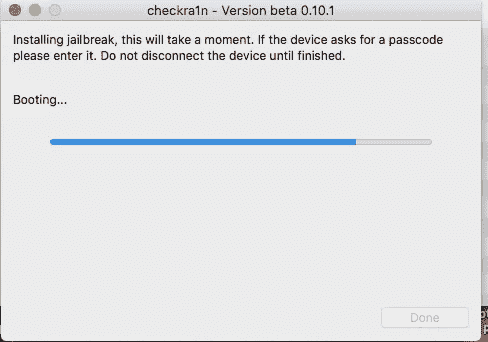 checkra1n - Version beta 0.10.1
Installing jailbreak, this will take a moment. If the device asks for a passcode
please enter it. Do not disconnect the device until finished.
Booting...
Done